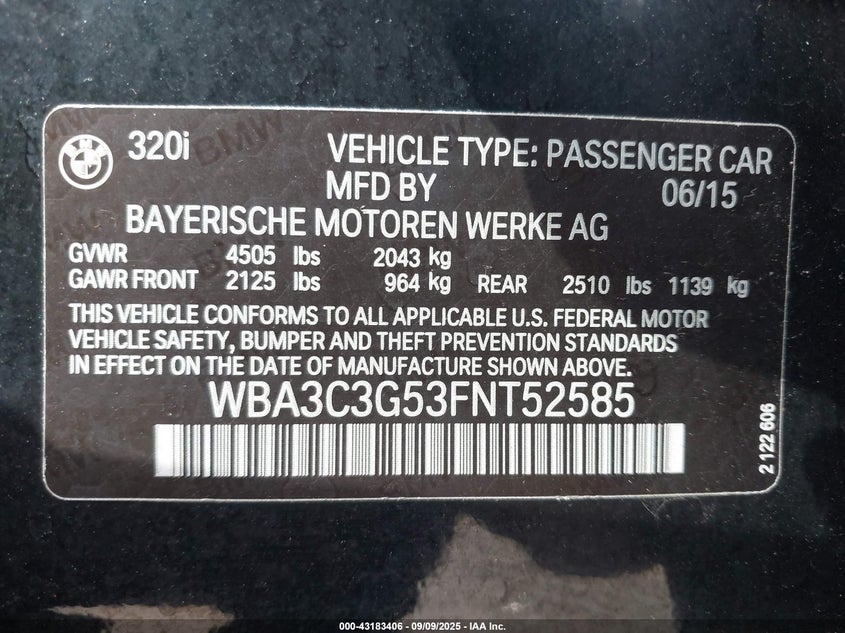 320i VEHICLE TYPE: PASSENGER CAR
MFD BY 06/15
BAYERISCHE MOTOREN WERKE AG
GVWR 4505 lbs 2043 kg
GAWR FRONT 2125 lbs 964 kg REAR 2510 lbs 1139 kg
THIS VEHICLE CONFORMS TO ALL APPLICABLE U.S. FEDERAL MOTOR
VEHICLE SAFETY, BUMPER AND THEFT PREVENTION STANDARDS
IN EFFECT ON THE DATE OF MANUFACTURE SHOWN ABOVE.
WBA3C3G53FNT52585
2 122 606
000-43183406 - 09/09/2025 - IAA Inc.